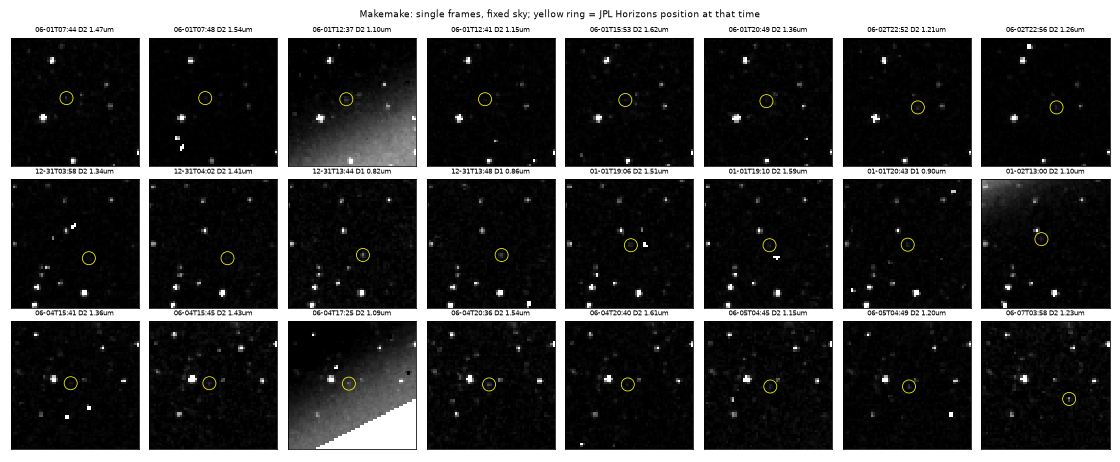 Makemake: single frames, fixed sky; yellow ring = JPL Horizons position at that time
06-01T07:44 D2 1.47um 06-01T07:48 D2 1.54um 06-01T12:37 D2 1.10um 06-01T12:41 D2 1.15um 06-01T15:53 D2 1.62um 06-01T20:49 D2 1.36um 06-02T22:52 D2 1.21um 06-02T22:56 D2 1.26um
12-31T03:58 D2 1.34um 12-31T04:02 D2 1.41um 12-31T13:44 D1 0.82um 12-31T13:48 D1 0.86um 01-01T19:06 D2 1.51um 01-01T19:10 D2 1.59um 01-01T20:43 D1 0.90um 01-02T13:00 D2 1.10um
06-04T15:41 D2 1.36um 06-04T15:45 D2 1.43um 06-04T17:25 D2 1.09um 06-04T20:36 D2 1.54um 06-04T20:40 D2 1.61um 06-05T04:45 D2 1.15um 06-05T04:49 D2 1.20um 06-07T03:58 D2 1.23um